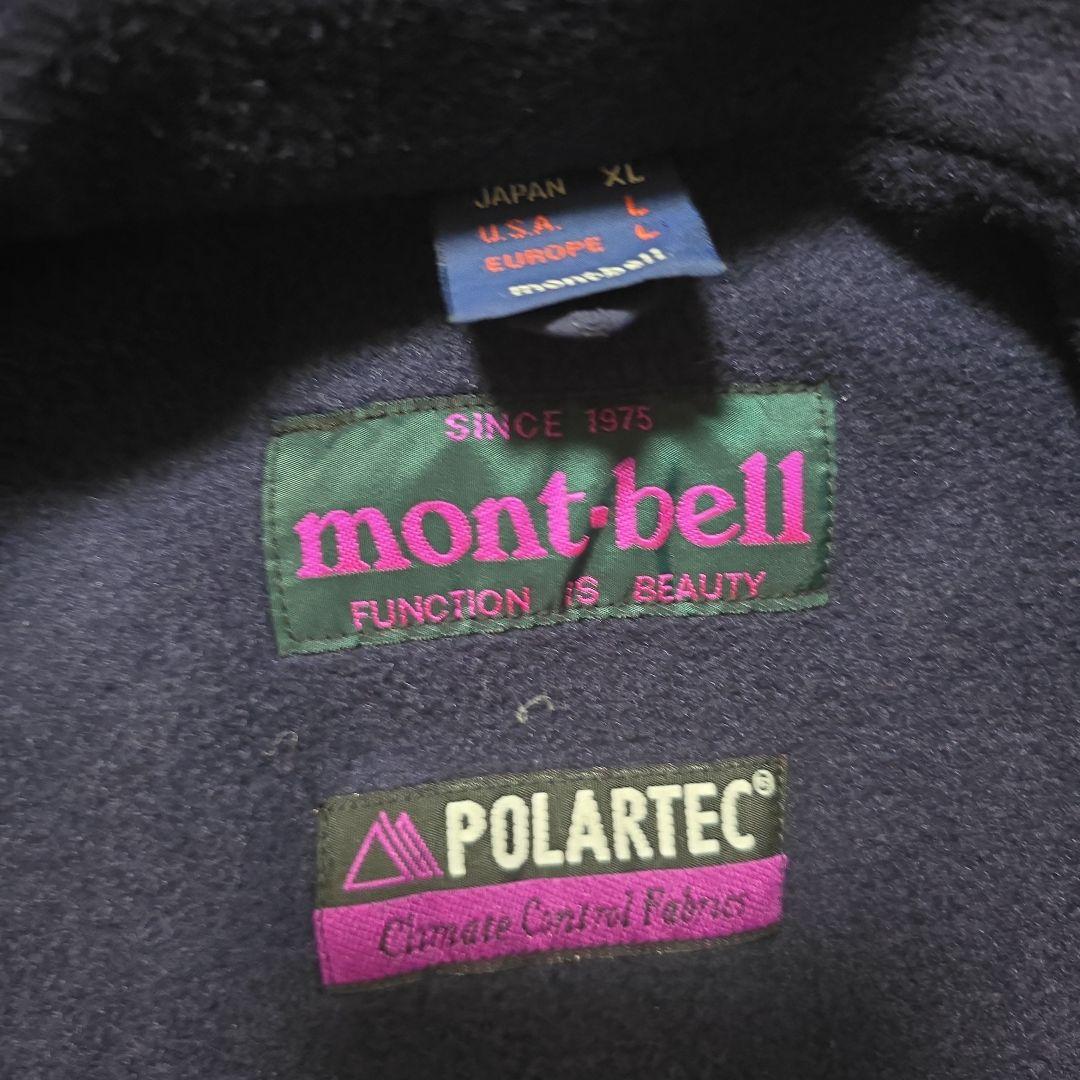 JAPAN XL
U.S.A. L
EUROPE L
mont-bell
SINCE 1975
mont-bell
FUNCTION IS BEAUTY
POLARTEC®
Climate Control Fabrics